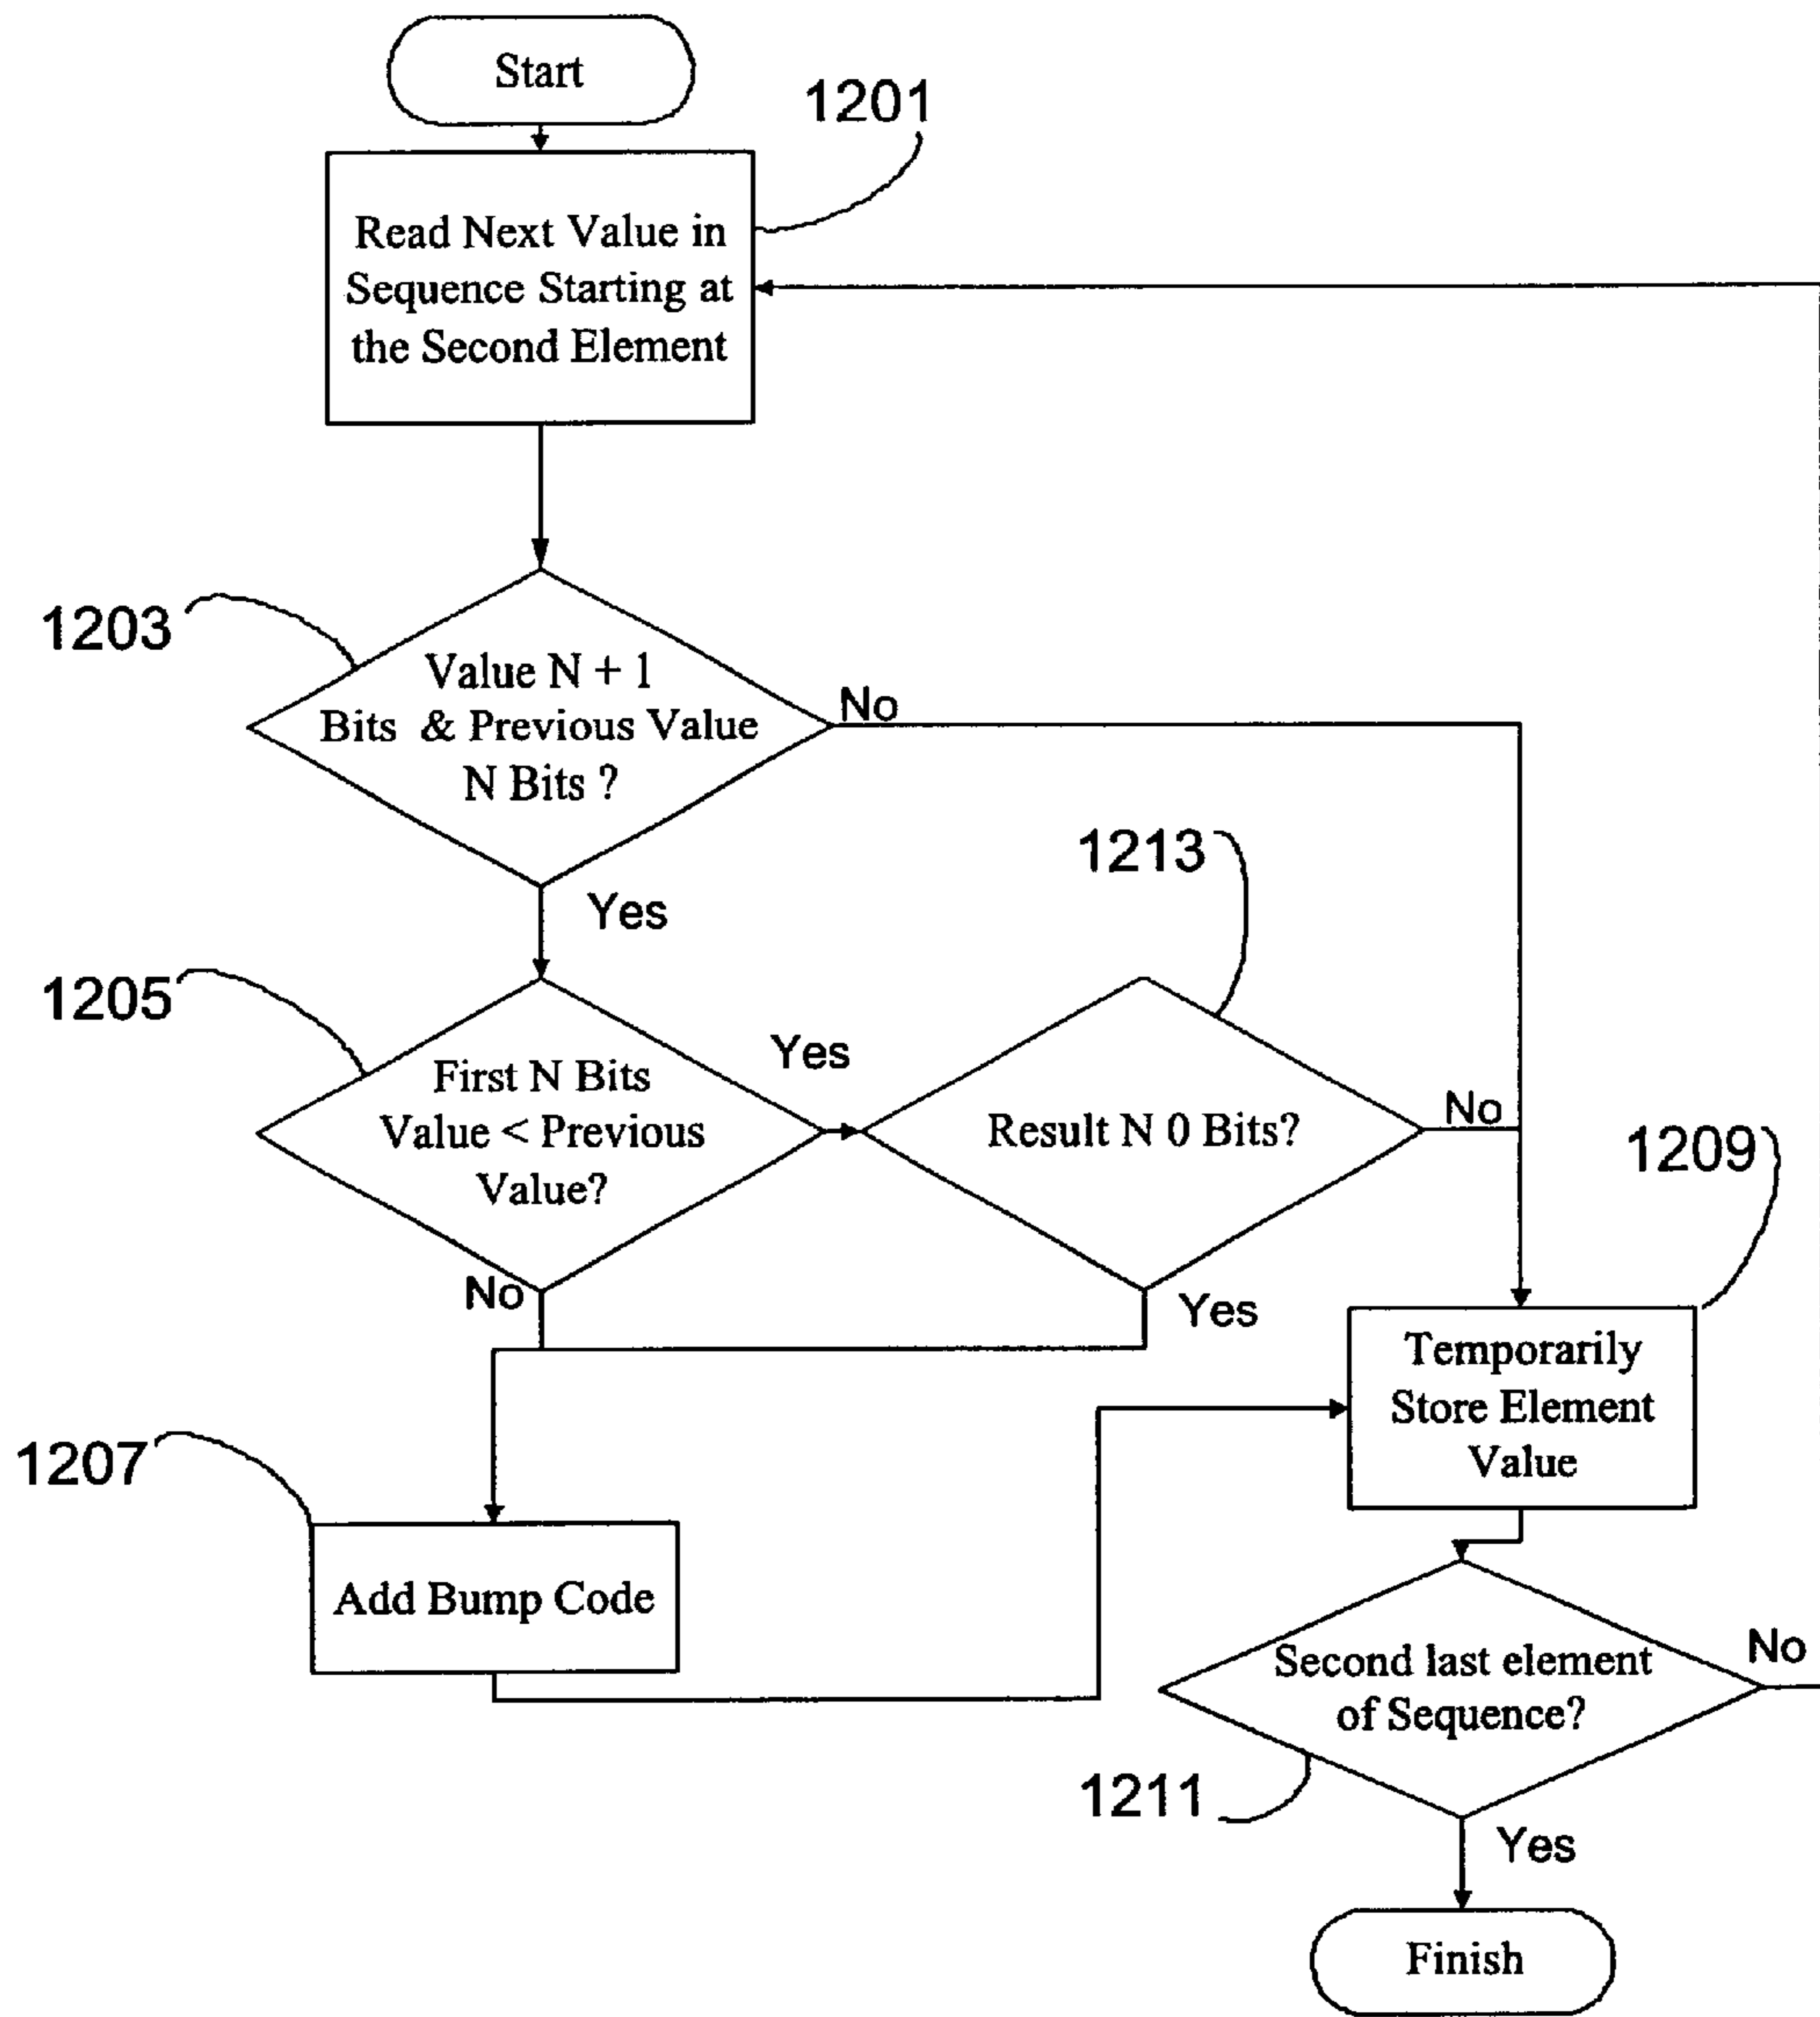 Start
1201
Read Next Value in
Sequence Starting at
the Second Element
1203
Value N + 1
Bits & Previous Value
N Bits ?
No
Yes
1213
1205
First N Bits
Value < Previous
Value?
Yes
Result N 0 Bits?
No
1209
No
Yes
Temporarily
Store Element
Value
1207
Add Bump Code
Second last element
of Sequence?
No
1211
Yes
Finish